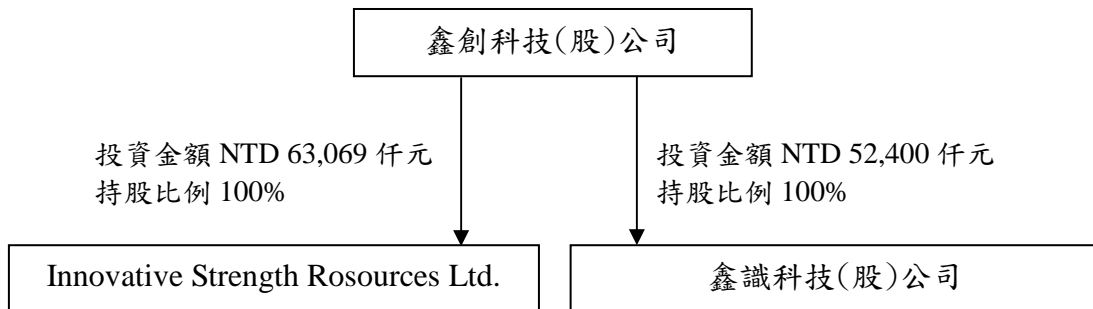 鑫創科技(股)公司
投資金額 NTD 63,069 仟元
持股比例 100%
投資金額 NTD 52,400 仟元
持股比例 100%
Innovative Strength Rosources Ltd.
鑫識科技(股)公司